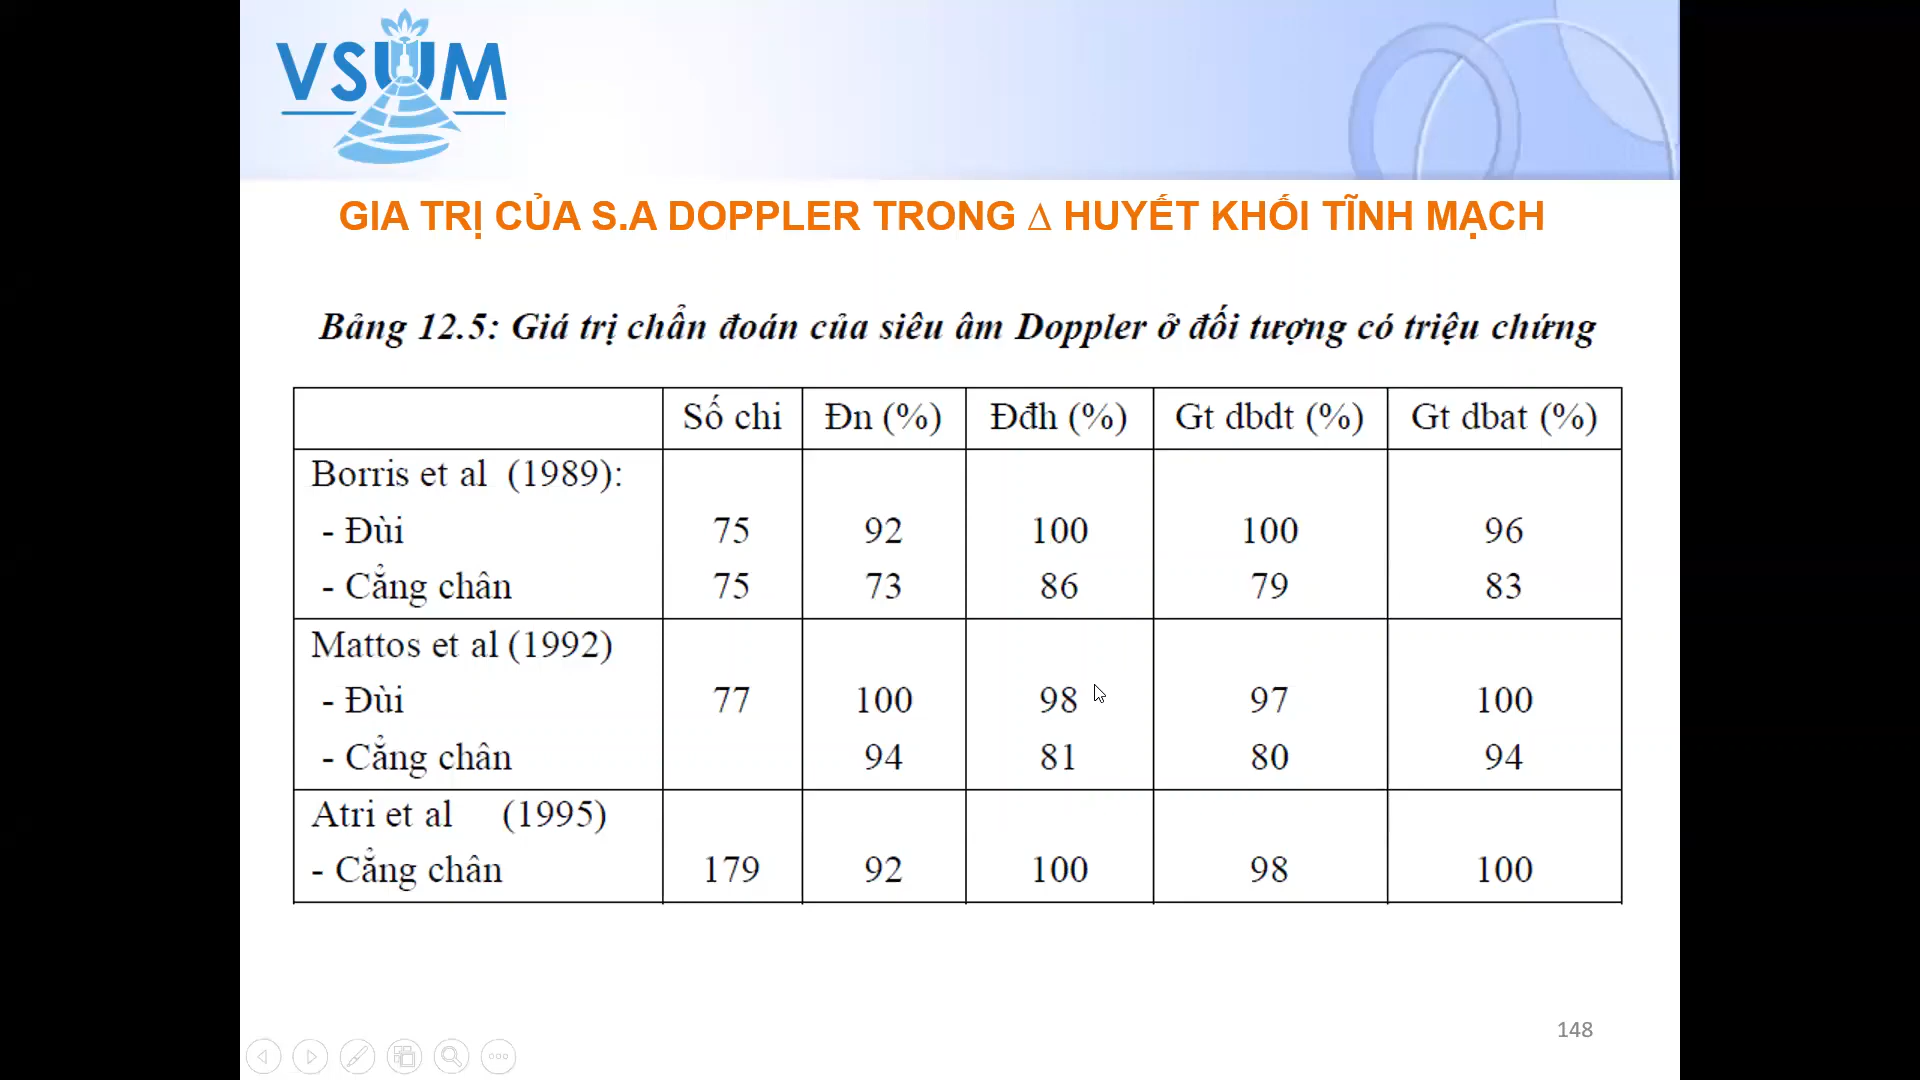 VSUM
GIA TRỊ CỦA S.A DOPPLER TRONG ∆ HUYẾT KHỐI TĨNH MẠCH
Bảng 12.5: Giá trị chẩn đoán của siêu âm Doppler ở đối tượng có triệu chứng
Số chi Đn (%) Đđh (%) Gt dbdt (%) Gt dbat (%)
Borris et al (1989):
- Đùi 75 92 100 100 96
- Cẳng chân 75 73 86 79 83
Mattos et al (1992)
- Đùi 77 100 98 97 100
- Cẳng chân 94 81 80 94
Atri et al (1995)
- Cẳng chân 179 92 100 98 100
148